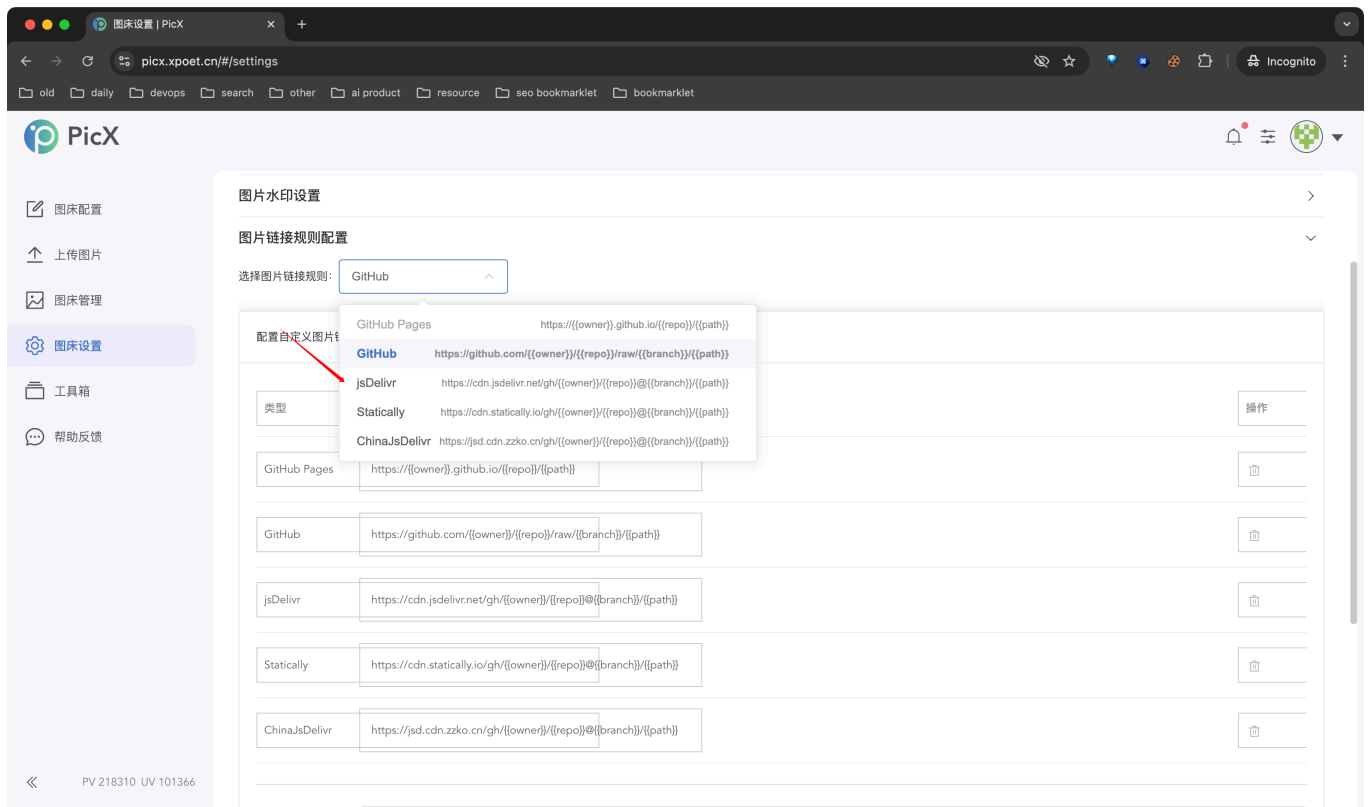 图床设置 | PicX
picx.xpoet.cn/#/settings
Incognito
old daily devops search other ai product resource seo bookmarklet bookmarklet
PicX
图床配置
上传图片
图床管理
图床设置
工具箱
帮助反馈
PV 218310 UV 101366
图片水印设置
图片链接规则配置
选择图片链接规则: GitHub
GitHub Pages https://{{owner}}.github.io/{{repo}}/{{path}}
GitHub https://github.com/{{owner}}/{{repo}}/raw/{{branch}}/{{path}}
jsDelivr https://cdn.jsdelivr.net/gh/{{owner}}/{{repo}}@{{branch}}/{{path}}
Statically https://cdn.statically.io/gh/{{owner}}/{{repo}}@{{branch}}/{{path}}
ChinaJsDelivr https://jsd.cdn.zzko.cn/gh/{{owner}}/{{repo}}@{{branch}}/{{path}}
配置自定义图片
类型 操作
GitHub Pages https://{{owner}}.github.io/{{repo}}/{{path}}
GitHub https://github.com/{{owner}}/{{repo}}/raw/{{branch}}/{{path}}
jsDelivr https://cdn.jsdelivr.net/gh/{{owner}}/{{repo}}@{{branch}}/{{path}}
Statically https://cdn.statically.io/gh/{{owner}}/{{repo}}@{{branch}}/{{path}}
ChinaJsDelivr https://jsd.cdn.zzko.cn/gh/{{owner}}/{{repo}}@{{branch}}/{{path}}